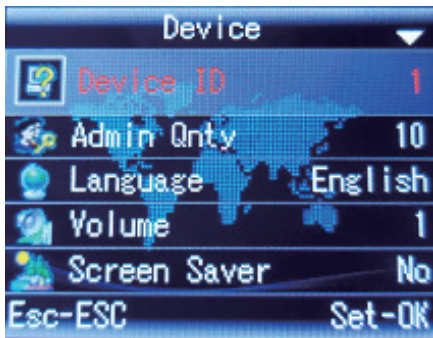 Device
Device ID 1
Admin Qnty 10
Language English
Volume 1
Screen Saver No
Esc-ESC Set-OK